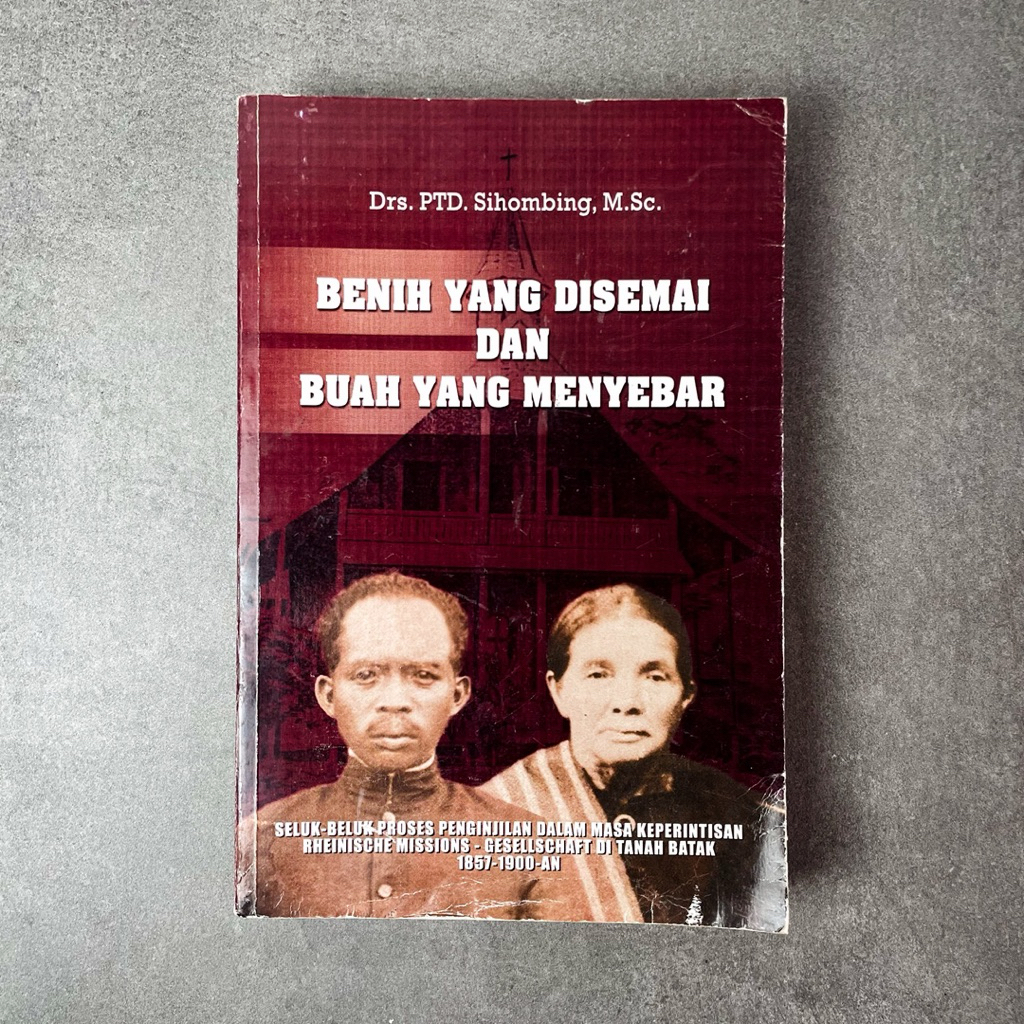 Drs. PTD. Sihombing, M.Sc.
BENIH YANG DISEMAI
DAN
BUAH YANG MENYEBAR
SELUK-BELUK PROSES PENGINJILAN DALAM MASA KEPERINTISAN
RHEINISCHE MISSIONS - GESELLSCHAFT DI TANAH BATAK
1857-1900-AN